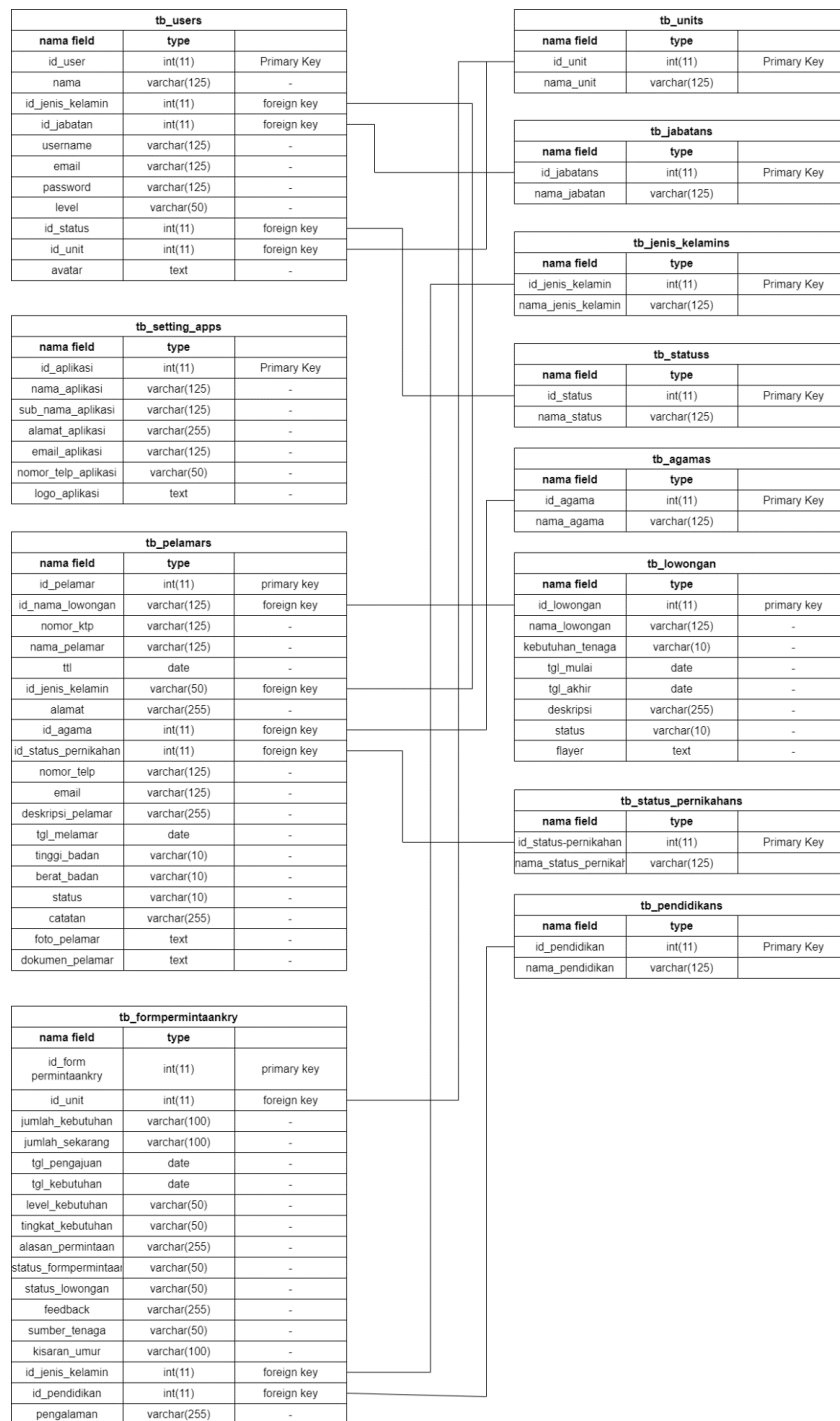 tb_users
nama field type
id_user int(11) Primary Key
nama varchar(125) -
id_jenis_kelamin int(11) foreign key
id_jabatan int(11) foreign key
username varchar(125) -
email varchar(125) -
password varchar(125) -
level varchar(50) -
id_status int(11) foreign key
id_unit int(11) foreign key
avatar text -
tb_setting_apps
nama field type
id_aplikasi int(11) Primary Key
nama_aplikasi varchar(125) -
sub_nama_aplikasi varchar(125) -
alamat_aplikasi varchar(255) -
email_aplikasi varchar(125) -
nomor_telp_aplikasi varchar(50) -
logo_aplikasi text -
tb_pelamars
nama field type
id_pelamar int(11) primary key
id_nama_lowongan varchar(125) foreign key
nomor_ktp varchar(125) -
nama_pelamar varchar(125) -
ttl date -
id_jenis_kelamin varchar(50) foreign key
alamat varchar(255) -
id_agama int(11) foreign key
id_status_pernikahan int(11) foreign key
nomor_telp varchar(125) -
email varchar(125) -
deskripsi_pelamar varchar(255) -
tgl_melamar date -
tinggi_badan varchar(10) -
berat_badan varchar(10) -
status varchar(10) -
catatan varchar(255) -
foto_pelamar text -
dokumen_pelamar text -
tb_formpermintaankry
nama field type
id_form
permintaankry int(11) primary key
id_unit int(11) foreign key
jumlah_kebutuhan varchar(100) -
jumlah_sekarang varchar(100) -
tgl_pengajuan date -
tgl_kebutuhan date -
level_kebutuhan varchar(50) -
tingkat_kebutuhan varchar(50) -
alasan_permintaan varchar(255) -
status_formpermintaar varchar(50) -
status_lowongan varchar(50) -
feedback varchar(255) -
sumber_tenaga varchar(50) -
kisaran_umur varchar(100) -
id_jenis_kelamin int(11) foreign key
id_pendidikan int(11) foreign key
pengalaman varchar(255) -
tb_units
nama field type
id_unit int(11) Primary Key
nama_unit varchar(125)
tb_jabatans
nama field type
id_jabatans int(11) Primary Key
nama_jabatan varchar(125)
tb_jenis_kelamins
nama field type
id_jenis_kelamin int(11) Primary Key
nama_jenis_kelamin varchar(125)
tb_statuss
nama field type
id_status int(11) Primary Key
nama_status varchar(125)
tb_agamas
nama field type
id_agama int(11) Primary Key
nama_agama varchar(125)
tb_lowongan
nama field type
id_lowongan int(11) primary key
nama_lowongan varchar(125) -
kebutuhan_tenaga varchar(10) -
tgl_mulai date -
tgl_akhir date -
deskripsi varchar(255) -
status varchar(10) -
flayer text -
tb_status_pernikahans
nama field type
id_status-pernikahan int(11) Primary Key
nama_status_pernikah varchar(125)
tb_pendidikans
nama field type
id_pendidikan int(11) Primary Key
nama_pendidikan varchar(125)